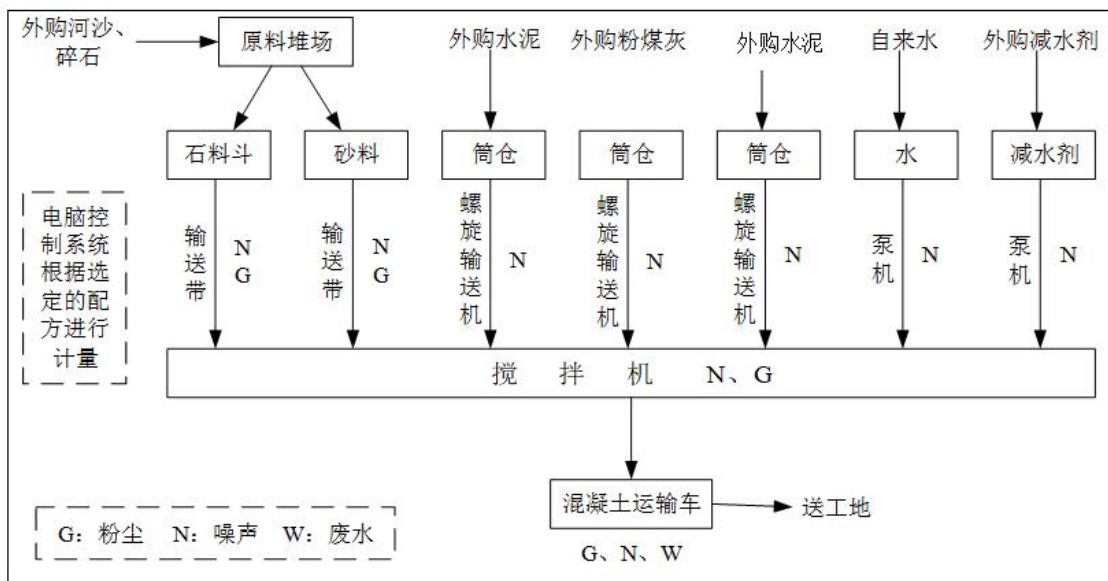 外购河沙、
碎石
原料堆场
外购水泥
外购粉煤灰
外购水泥
自来水
外购减水剂
石料斗
砂料
筒仓
筒仓
筒仓
水
减水剂
电脑控
制系统
根据选
定的配
方进行
计量
输送带
N
G
输送带
N
G
螺旋输送机
N
螺旋输送机
N
螺旋输送机
N
泵机
N
泵机
N
搅拌机 N、G
混凝土运输车
送工地
G、N、W
G：粉尘 N：噪声 W：废水